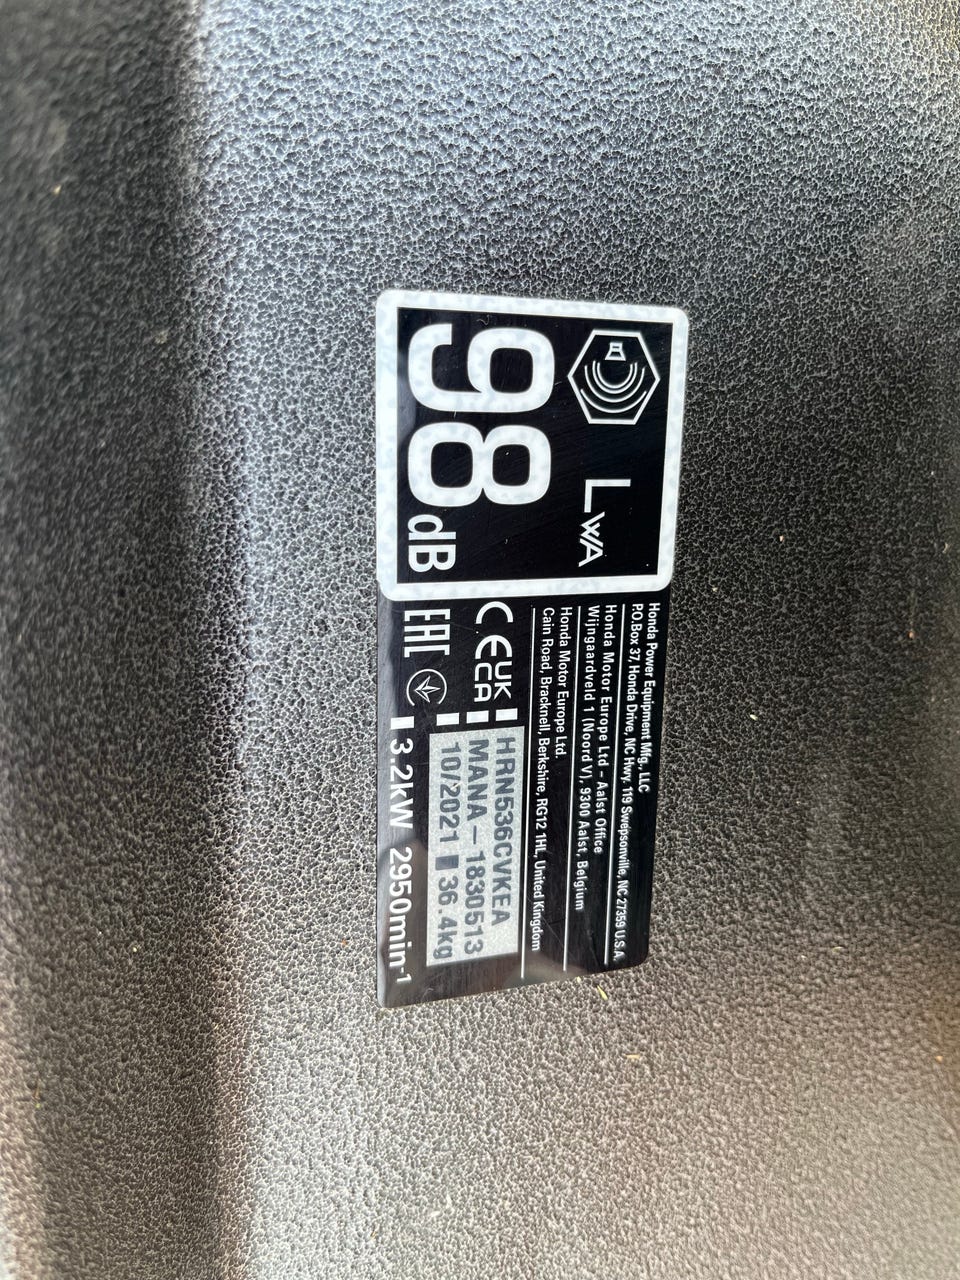 LWA
98 dB
Honda Power Equipment Mfg., LLC
P.O.Box 37, Honda Drive, NC Hwy. 119 Swepsonville, NC 27359 U.S.A.
Honda Motor Europe Ltd - Aalst Office
Wijngaardveld 1 (Noord V), 9300 Aalst, Belgium
Honda Motor Europe Ltd.
Cain Road, Bracknell, Berkshire, RG12 1HL, United Kingdom
CE UK CA
HRN536CVKEA
MANA - 1830513
10/2021 ▮ 36.4kg
EAC
3.2kW 2950min⁻¹